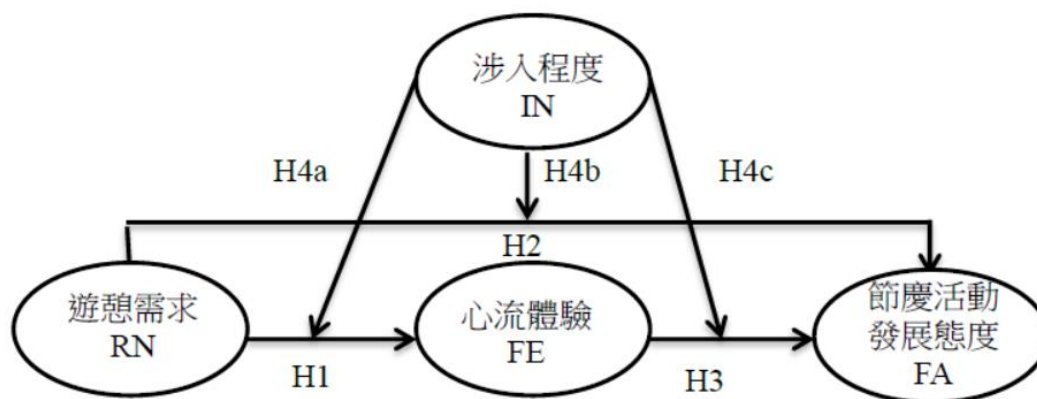 涉入程度
IN
H4a
H4b
H4c
H2
遊憩需求
RN
心流體驗
FE
節慶活動
發展態度
FA
H1
H3